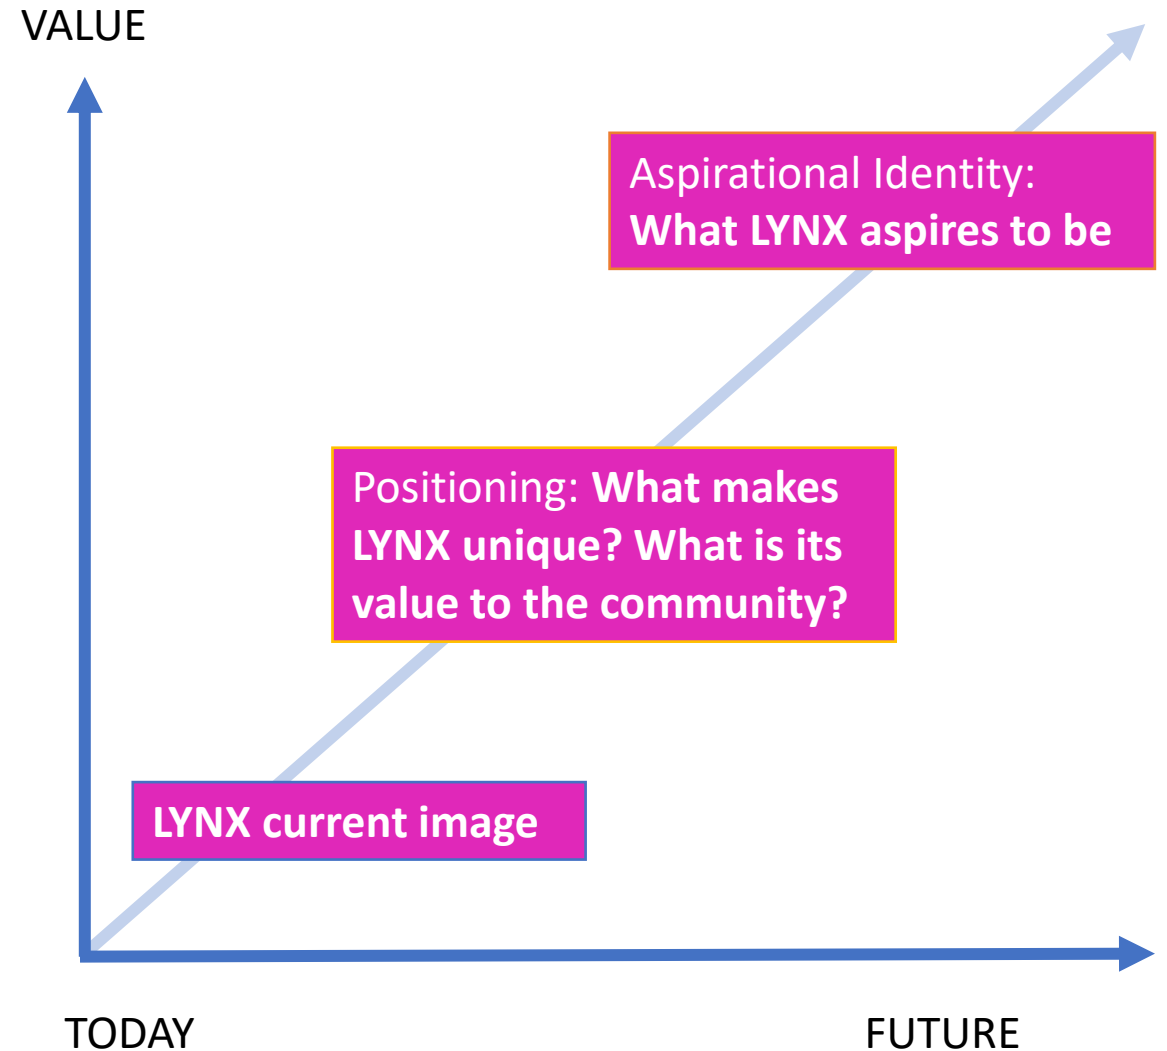 VALUE
Aspirational Identity:
What LYNX aspires to be
Positioning: What makes
LYNX unique? What is its
value to the community?
LYNX current image
TODAY
FUTURE